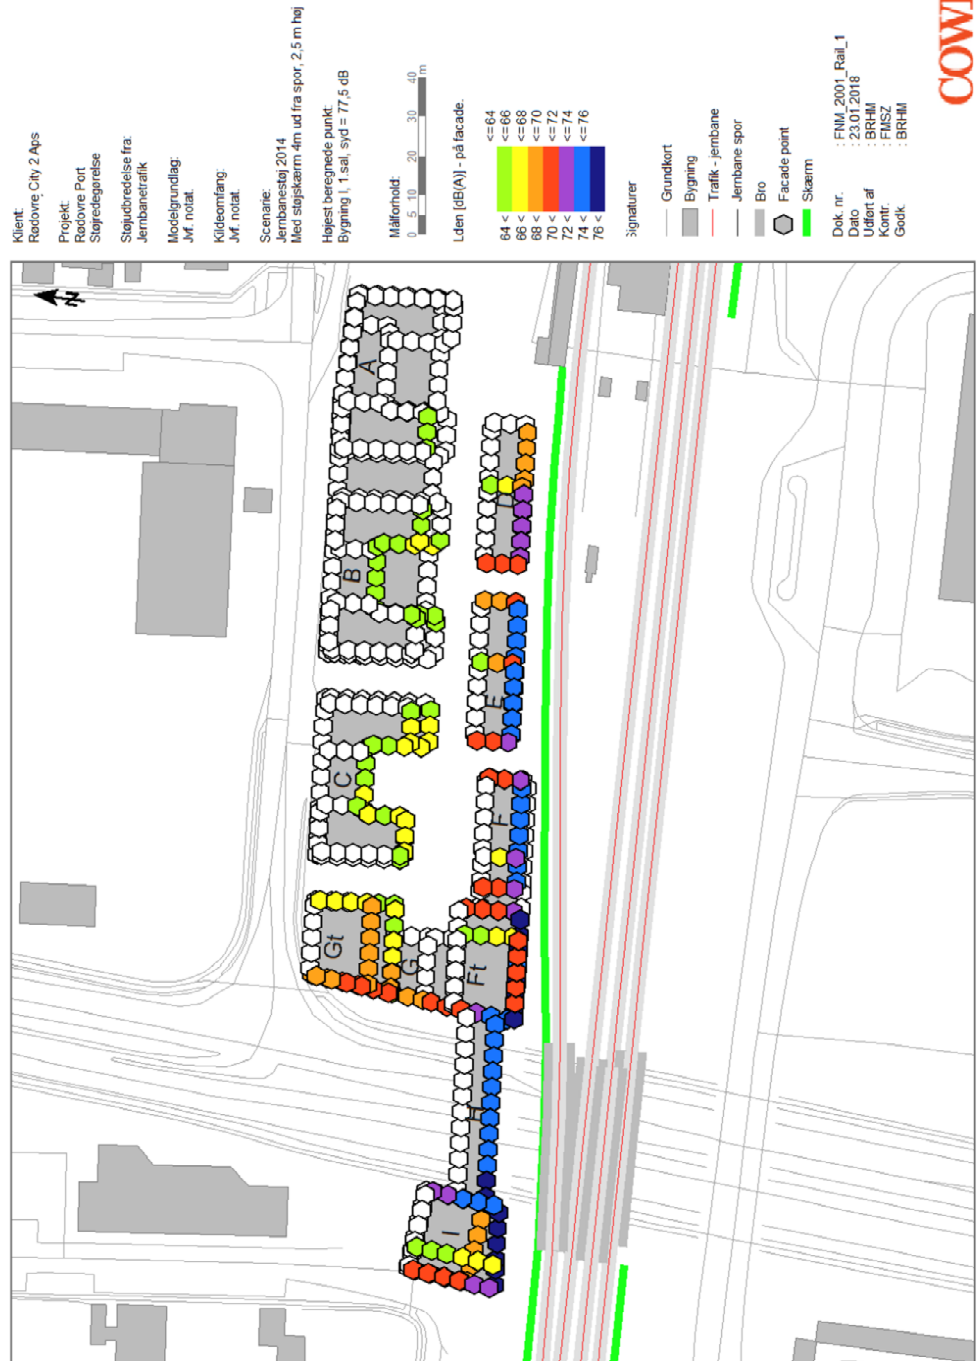 Klient:
Rødovre City 2 Aps
Projekt:
Rødovre Port
Støjredegørelse
Støjudbredelse fra:
Jernbanetrafik
Modelgrundlag:
Jvf. notat.
Kildeomfang:
Jvf. notat.
Scenarie:
Jernbanestøj 2014
Med støjskærm 4m ud fra spor, 2,5 m høj
Højest beregnede punkt:
Bygning I, 1.sal, syd = 77,5 dB
Målforhold:
0 5 10 20 30 40 m
Lden [dB(A)] - på facade.
<=64
64 < <=66
66 < <=68
68 < <=70
70 < <=72
72 < <=74
74 < <=76
76 <
Signaturer
Grundkort
Bygning
Trafik - jernbane
Jernbane spor
Bro
Facade point
Skærm
Dok. nr. : FNM_2001_Rail_1
Dato : 23.01.2018
Udført af : BRHM
Kontr. : FMSZ
Godk. : BRHM
COWI
N
A
B
C
D
E
F
Gt
G
Ft
H
I